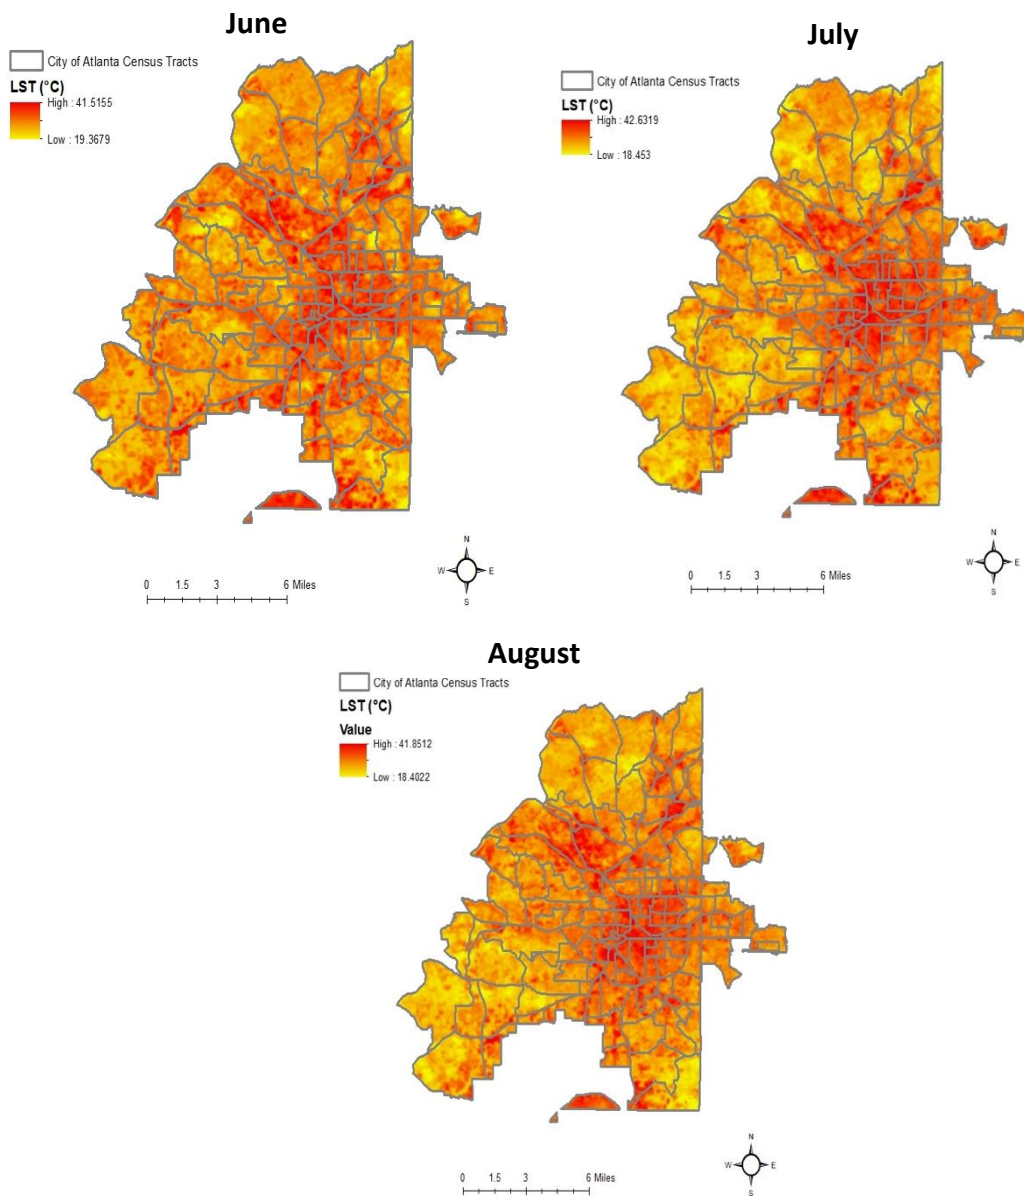 June
City of Atlanta Census Tracts
LST (°C)
High : 41.5155
Low : 19.3679
N
W E
S
0 1.5 3 6 Miles
July
City of Atlanta Census Tracts
LST (°C)
High : 42.6319
Low : 18.453
N
W E
S
0 1.5 3 6 Miles
August
City of Atlanta Census Tracts
LST (°C)
Value
High : 41.8512
Low : 18.4022
N
W E
S
0 1.5 3 6 Miles